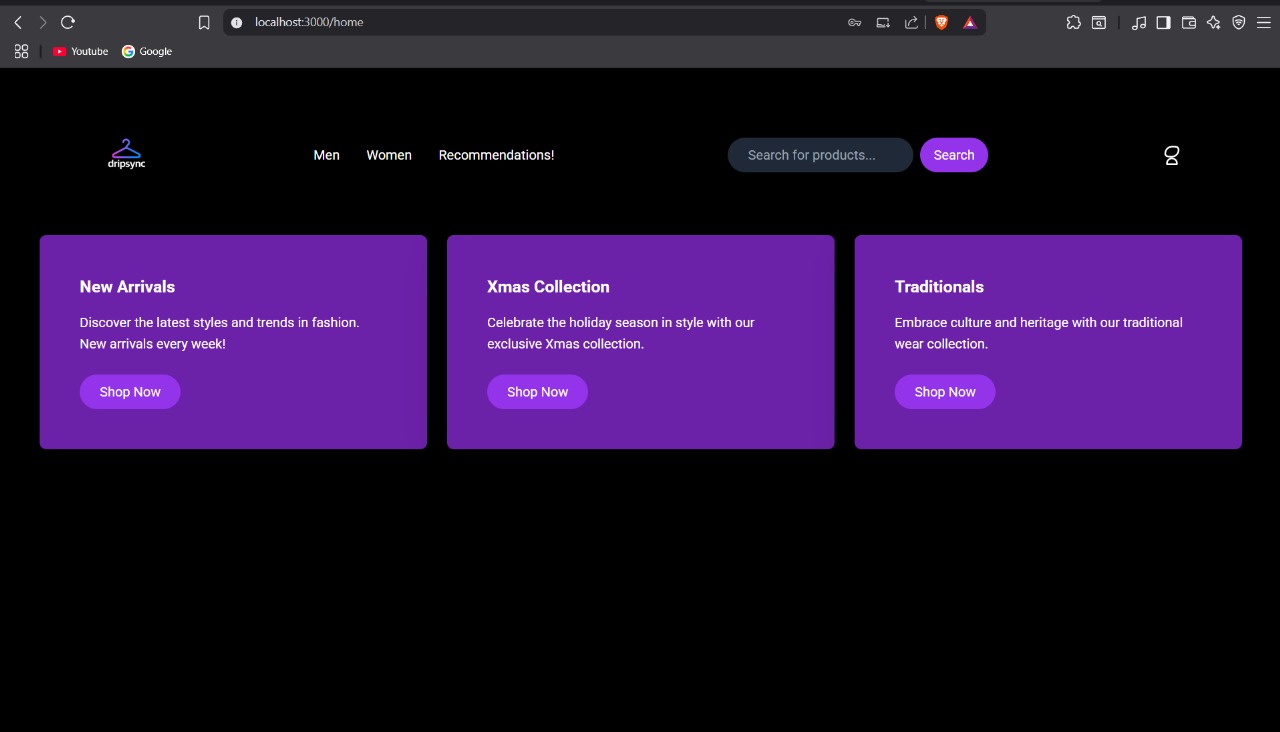 localhost:3000/home
Youtube Google
dripsync Men Women Recommendations! Search for products... Search
New Arrivals
Discover the latest styles and trends in fashion.
New arrivals every week!
Shop Now
Xmas Collection
Celebrate the holiday season in style with our
exclusive Xmas collection.
Shop Now
Traditionals
Embrace culture and heritage with our traditional
wear collection.
Shop Now